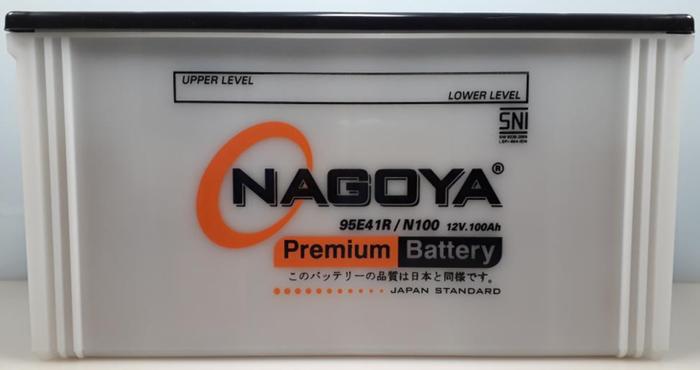 UPPER LEVEL
LOWER LEVEL
SNI
NAGOYA®
95E41R / N100 12V.100Ah
Premium Battery
このバッテリーの品質は日本と同様です。
JAPAN STANDARD